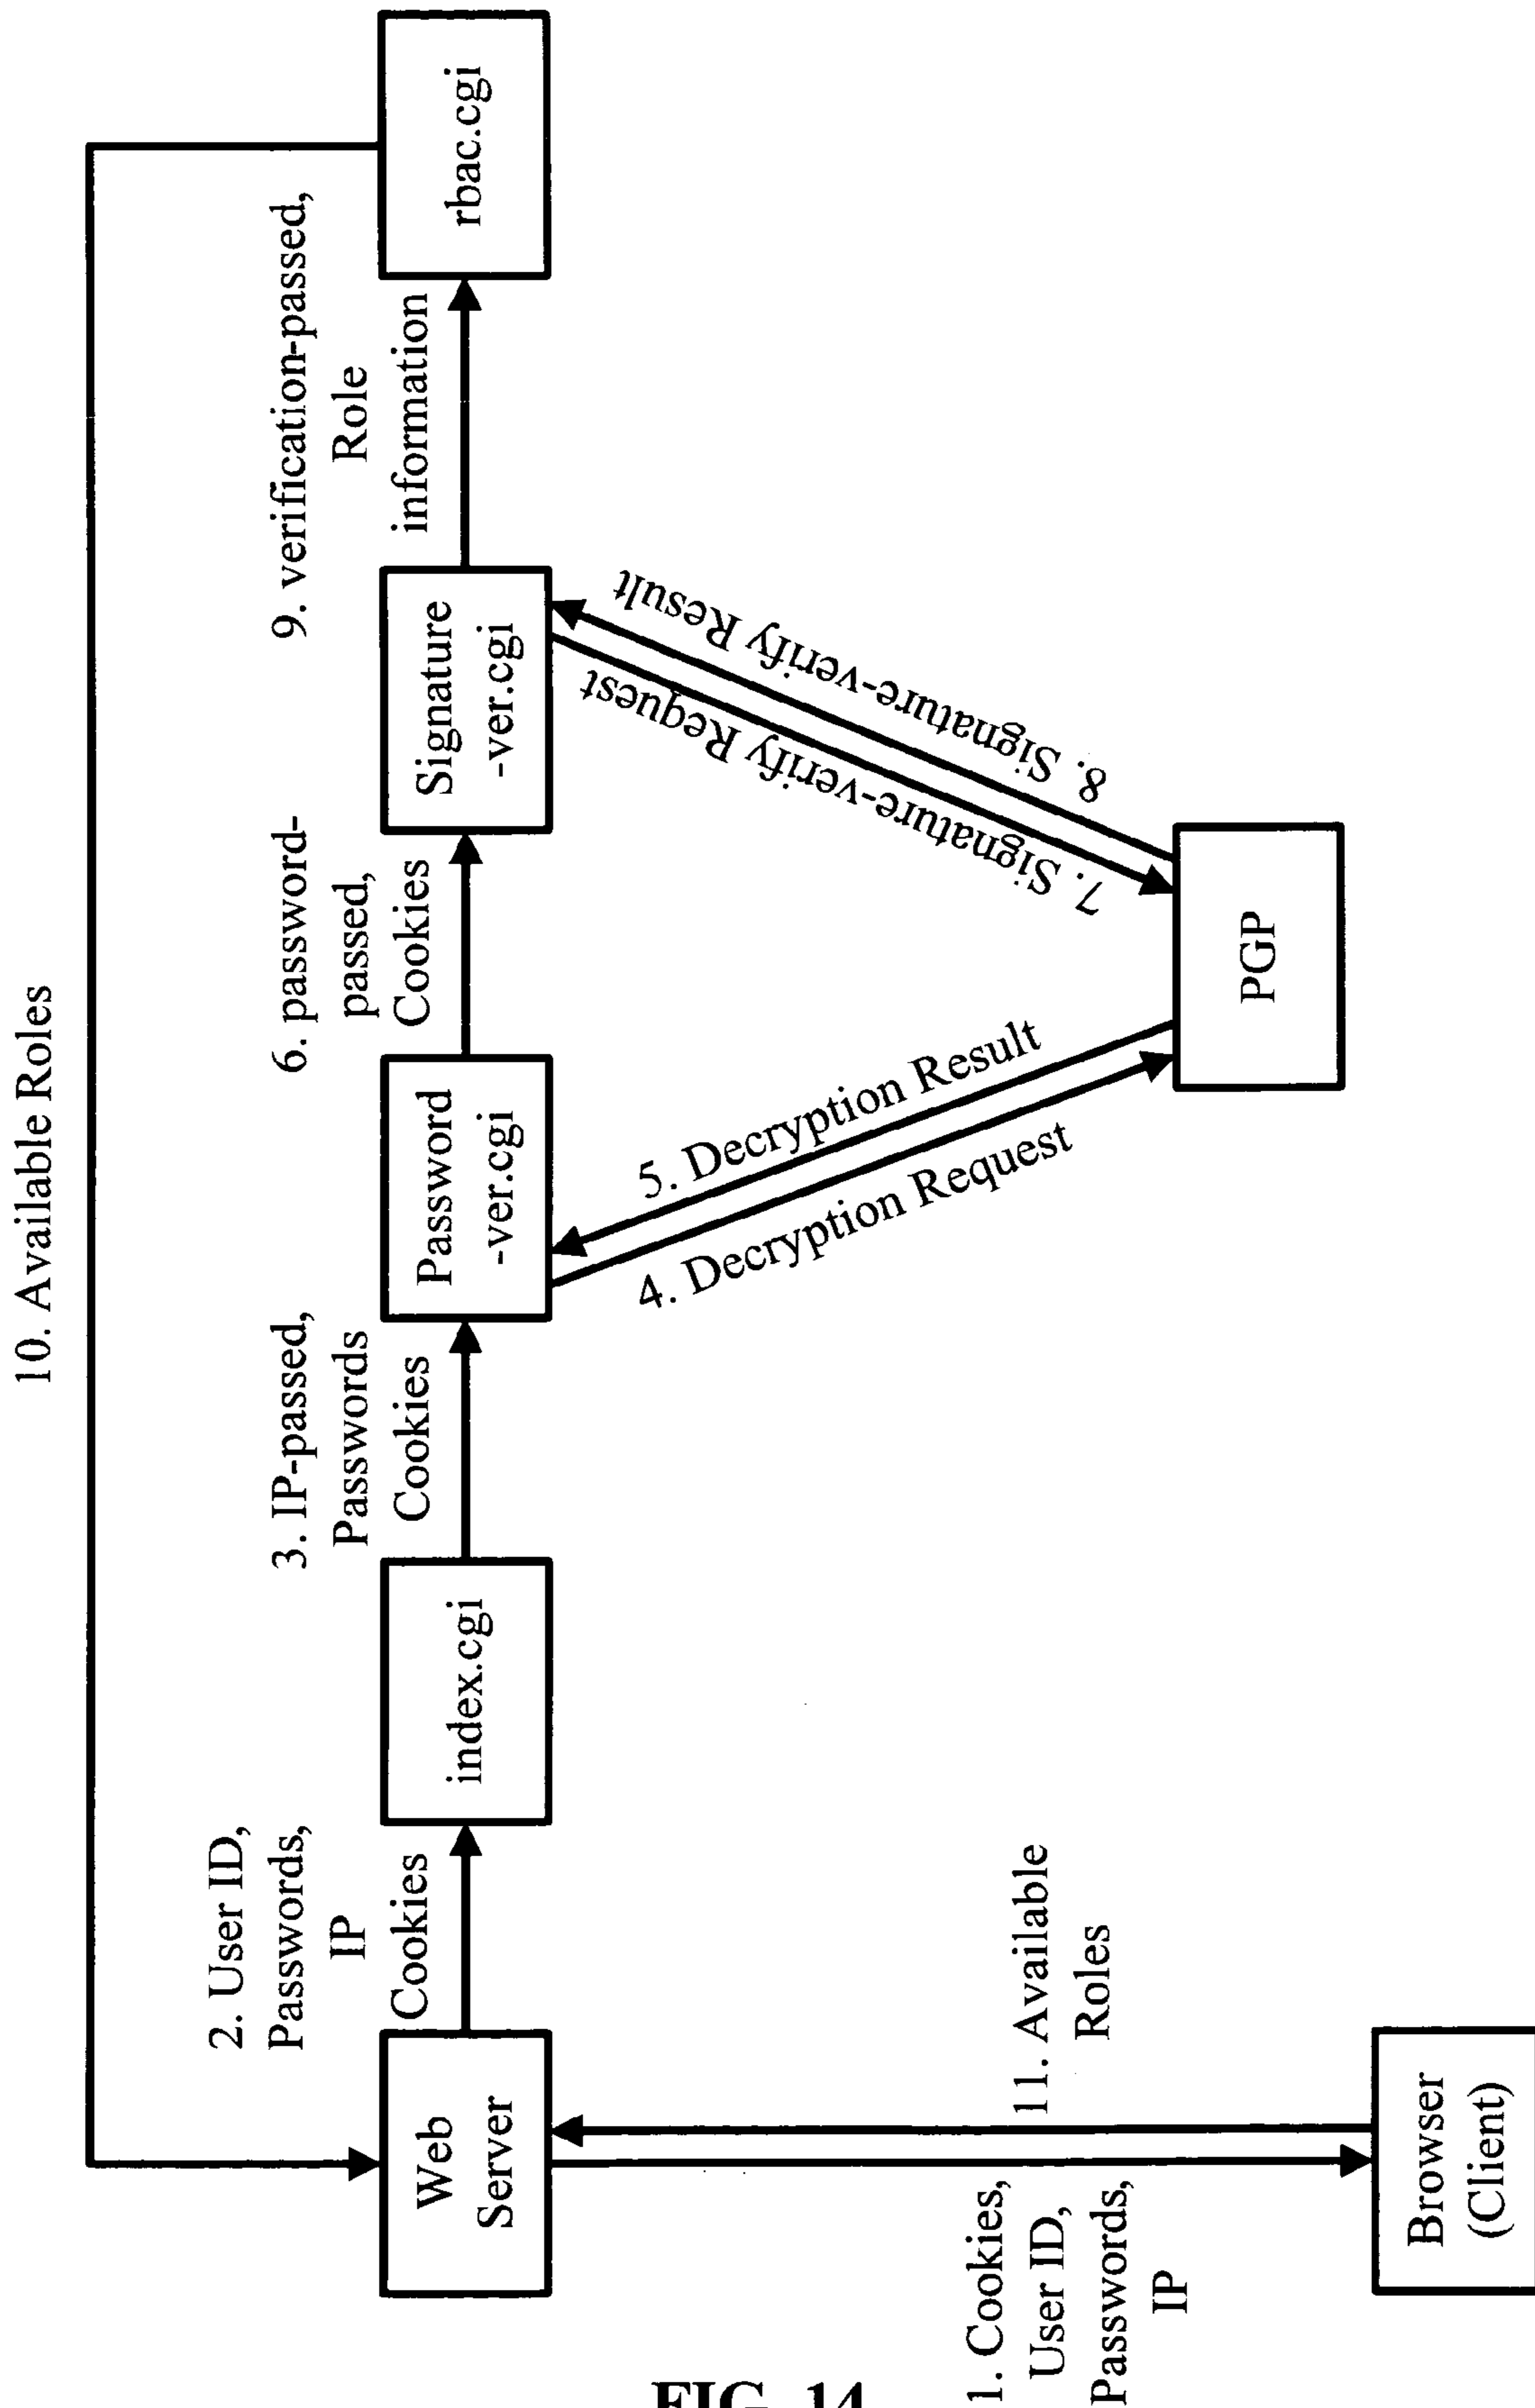 10. Available Roles
2. User ID,
Passwords,
IP
Cookies
3. IP-passed,
Passwords
Cookies
6. password-
passed,
Cookies
9. verification-passed,
Role
information
Web
Server
index.cgi
Password
-ver.cgi
Signature
-ver.cgi
rbac.cgi
1. Cookies,
User ID,
Passwords,
IP
11. Available
Roles
4. Decryption Request
5. Decryption Result
7. Signature-verify Request
8. Signature-verify Result
PGP
Browser
(Client)
FIG. 14